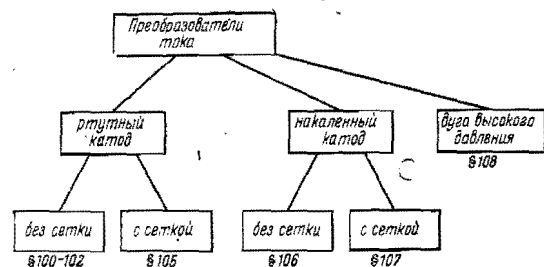 Преобразователи
тока
ртутный
катод
накаленный
катод
дуга высокого
давления
§108
без сетки
с сеткой
без сетки
с сеткой
§100-102
§105
§106
§107